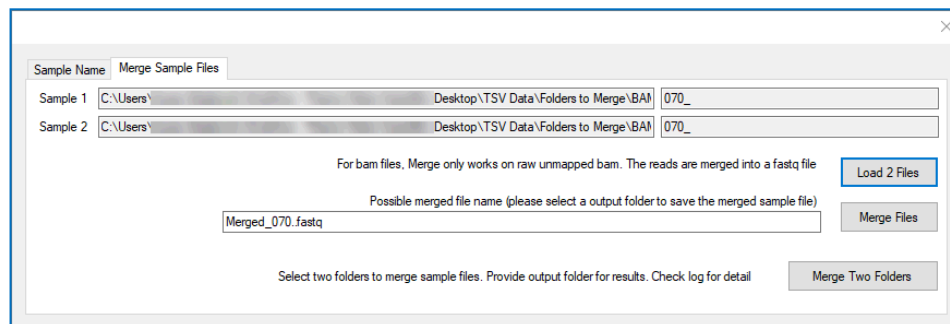 Sample Name Merge Sample Files
Sample 1 C:\Users\ Desktop\TSV Data\Folders to Merge\BAM 070_
Sample 2 C:\Users\ Desktop\TSV Data\Folders to Merge\BAM 070_
For bam files, Merge only works on raw unmapped bam. The reads are merged into a fastq file
Load 2 Files
Possible merged file name (please select a output folder to save the merged sample file)
Merged_070..fastq Merge Files
Select two folders to merge sample files. Provide output folder for results. Check log for detail Merge Two Folders